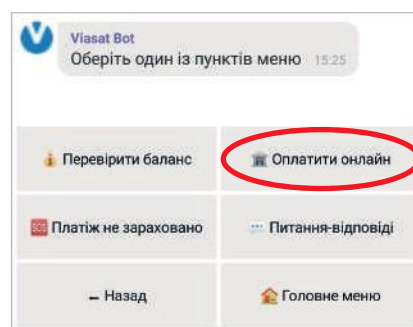 Viasat Bot
Оберіть один із пунктів меню 15:25
Перевірити баланс
Оплатити онлайн
SOS Платіж не зараховано
Питання-відповіді
← Назад
Головне меню